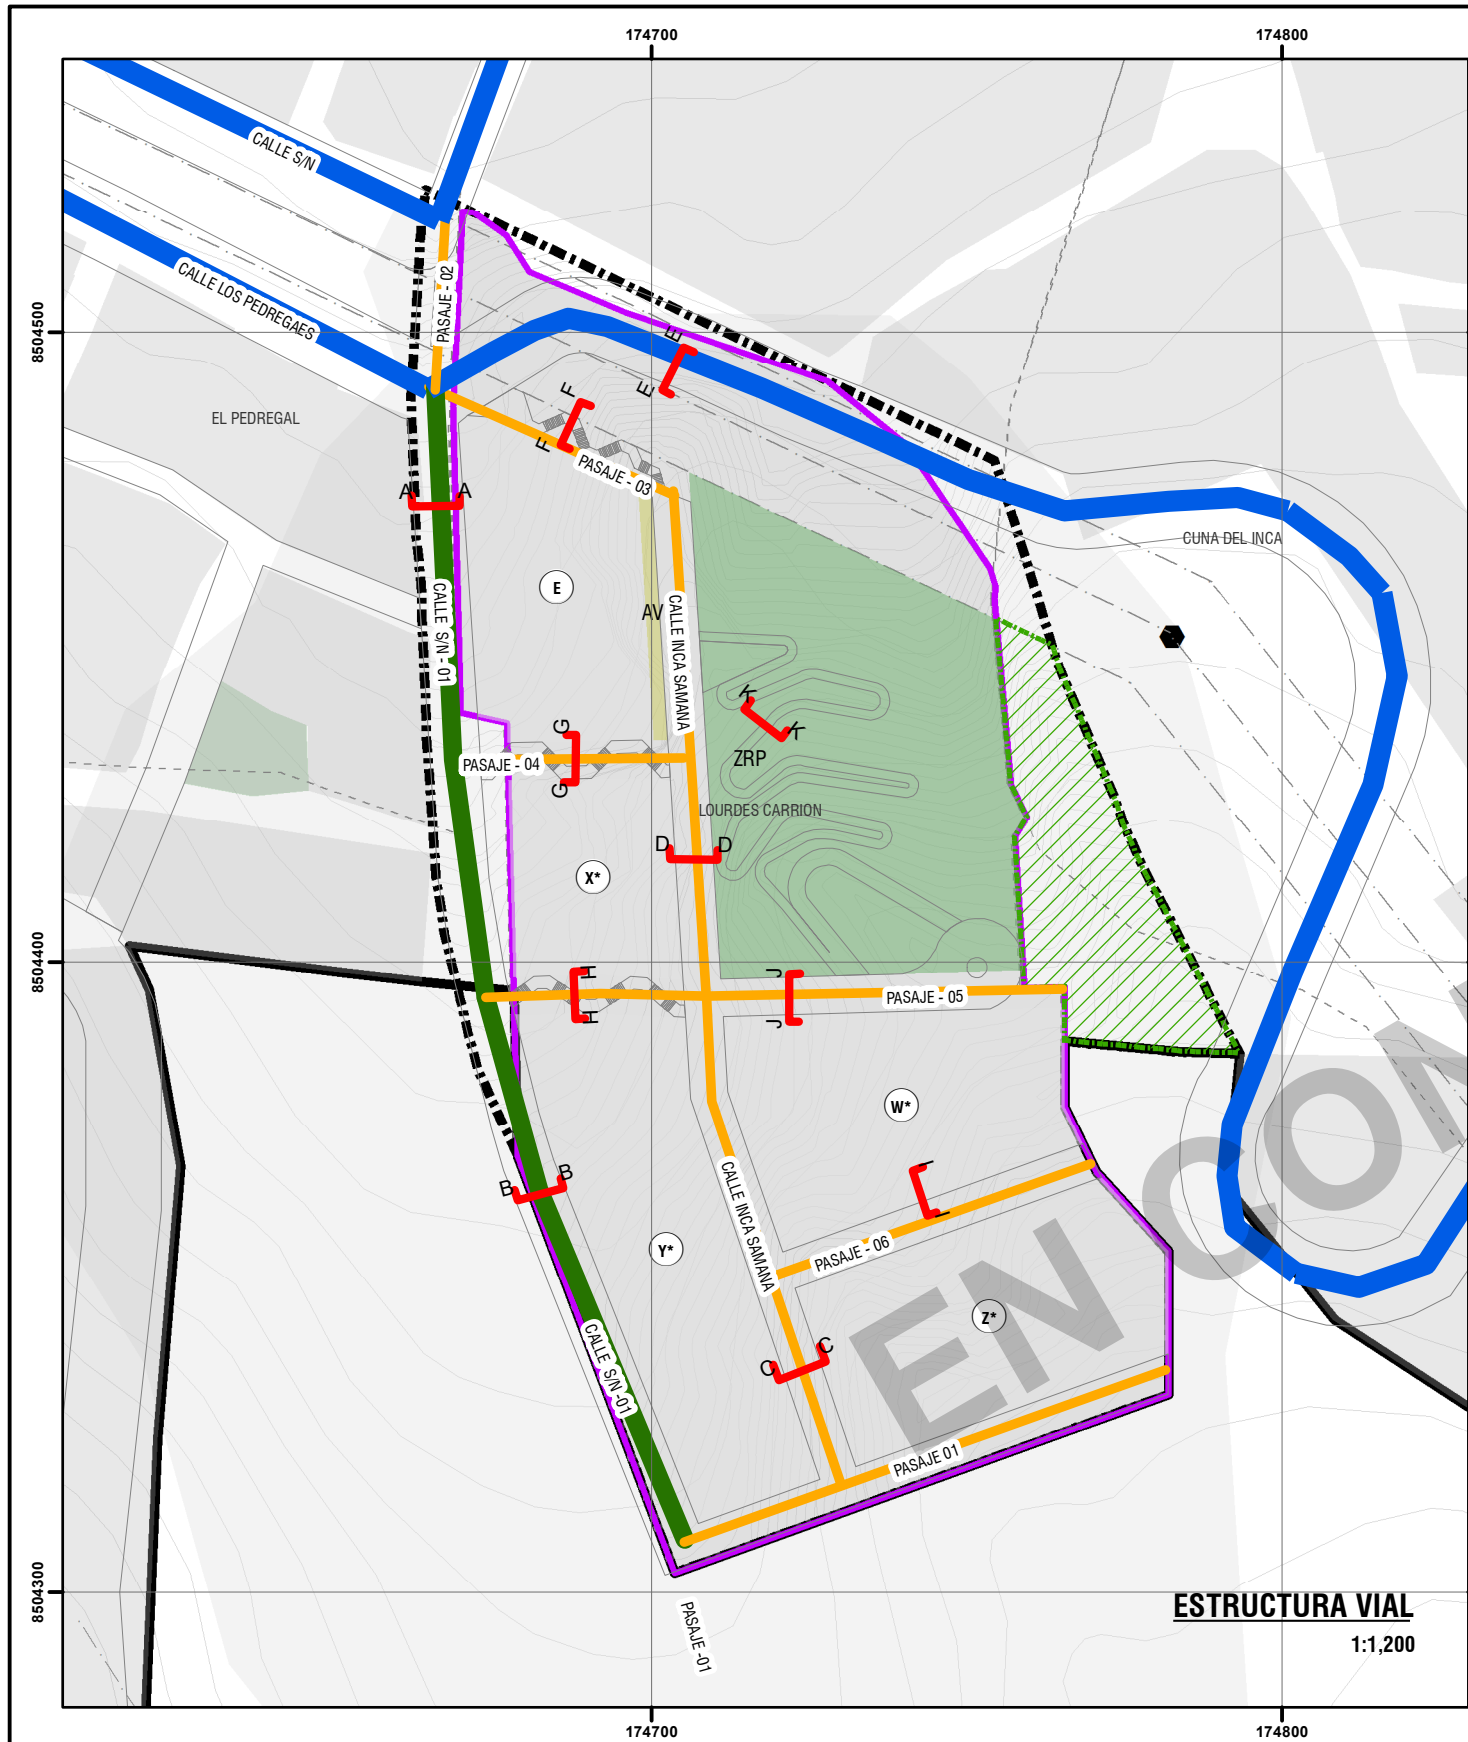 174700
174800
CALLE S/N
CALLE LOS PEDREGAES
PASAJE - 02
8504500
E
E
F
F
EL PEDREGAL
PASAJE - 03
A
A
CUNA DEL INCA
E
AV
CALLE S/N - 01
CALLE INCA SAMANA
K
K
G
G
PASAJE - 04
ZRP
LOURDES CARRION
D
D
X*
8504400
H
H
J
J
PASAJE - 05
W*
B
B
I
I
CALLE INCA SAMANA
Y*
PASAJE - 06
Z*
EN CON
C
C
CALLE S/N -01
PASAJE 01
8504300
PASAJE -01
ESTRUCTURA VIAL
1:1,200
174700
174800